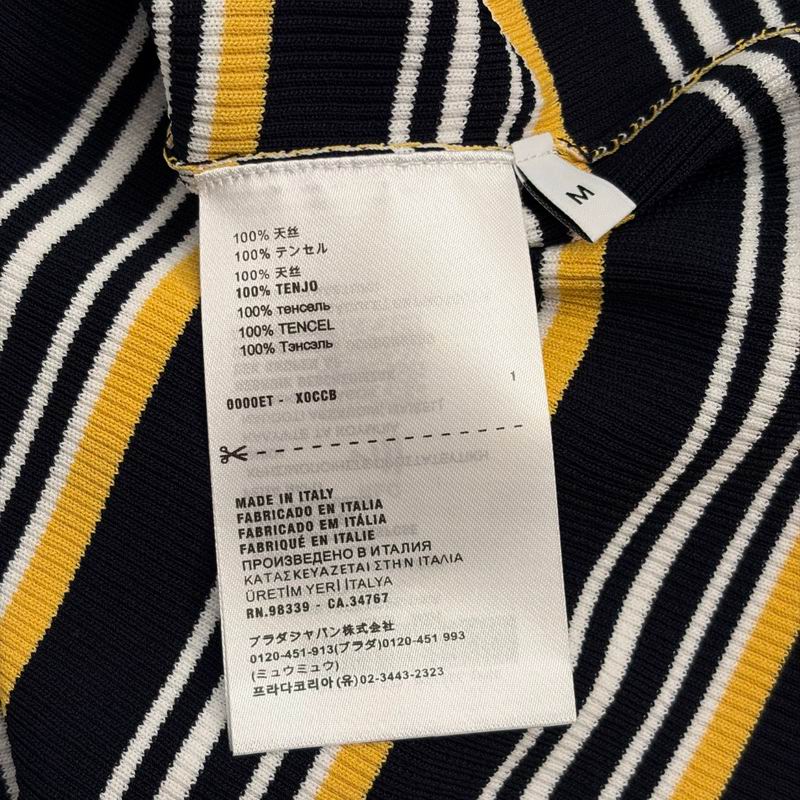 M
100% 天丝
100% テンセル
100% 天丝
100% TENJO
100% тенсель
100% TENCEL
100% Тэнсэль
1
0000ET - X0CCB
MADE IN ITALY
FABRICADO EN ITALIA
FABRICADO EM ITÁLIA
FABRIQUÉ EN ITALIE
ПРОИЗВЕДЕНО В ИТАЛИЯ
ΚΑΤΑΣΚΕΥΑΖΕΤΑΙ ΣΤΗΝ ΙΤΑΛΙΑ
ÜRETİM YERİ İTALYA
RN.98339 - CA.34767
プラダジャパン株式会社
0120-451-913(プラダ)0120-451 993
(ミュウミュウ)
프라다코리아(유)02-3443-2323